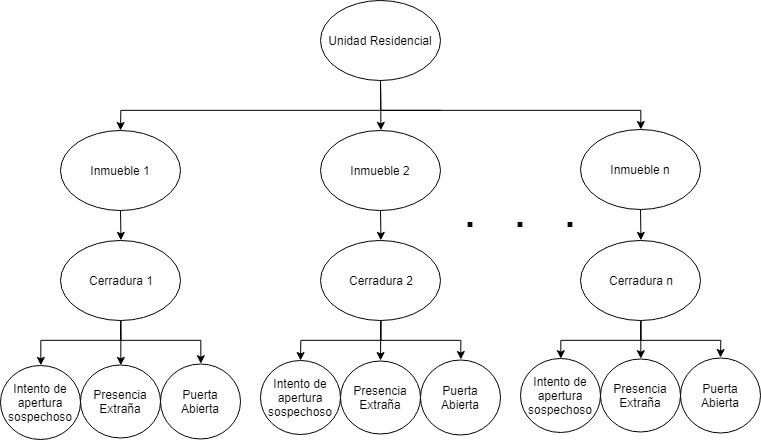 Unidad Residencial
Inmueble 1
Inmueble 2
Inmueble n
Cerradura 1
Cerradura 2
Cerradura n
Intento de
apertura
sospechoso
Presencia
Extraña
Puerta
Abierta
Intento de
apertura
sospechoso
Presencia
Extraña
Puerta
Abierta
Intento de
apertura
sospechoso
Presencia
Extraña
Puerta
Abierta